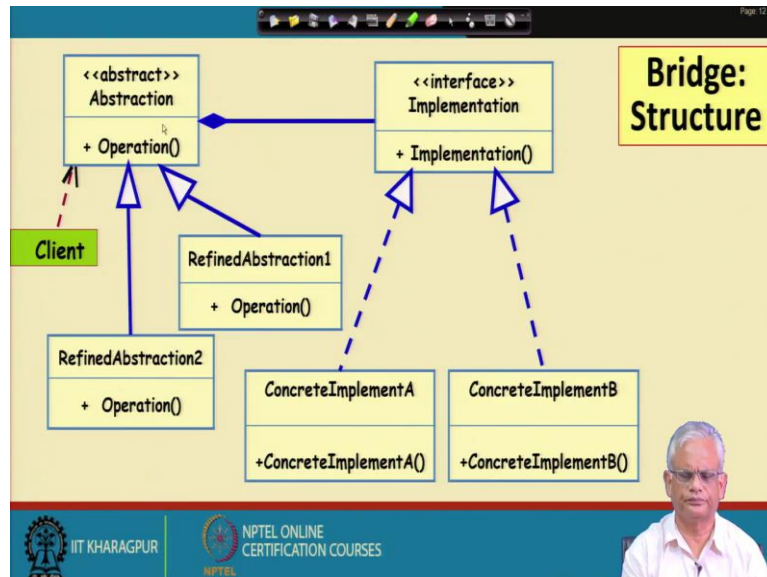 Page: 12
Bridge:
Structure
<<abstract>>
Abstraction
+ Operation()
<<interface>>
Implementation
+ Implementation()
Client
RefinedAbstraction1
+ Operation()
RefinedAbstraction2
+ Operation()
ConcreteImplementA
+ConcreteImplementA()
ConcreteImplementB
+ConcreteImplementB()
IIT KHARAGPUR
NPTEL
NPTEL ONLINE
CERTIFICATION COURSES